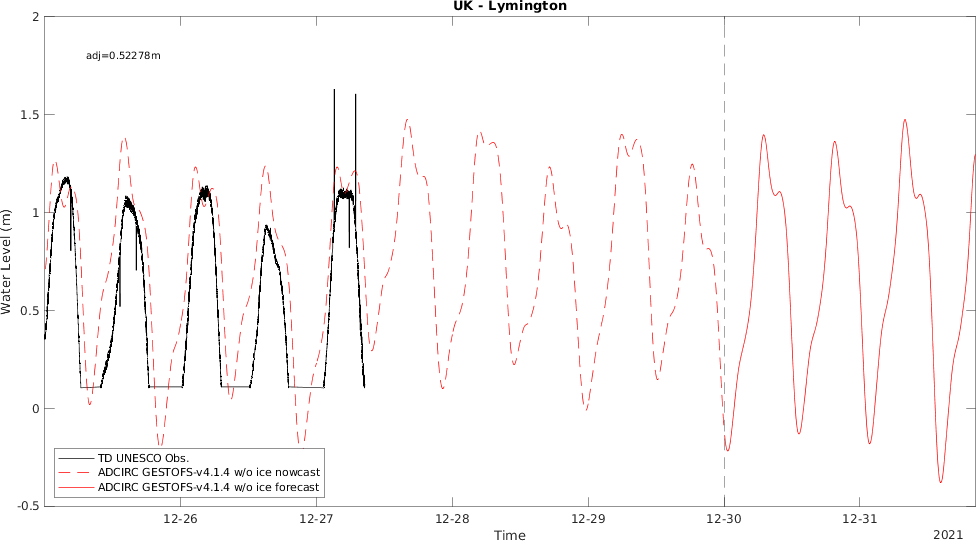 UK - Lymington
adj=0.52278m
Water Level (m)
2
1.5
1
0.5
0
-0.5
TD UNESCO Obs.
ADCIRC GESTOFS-v4.1.4 w/o ice nowcast
ADCIRC GESTOFS-v4.1.4 w/o ice forecast
12-26 12-27 12-28 12-29 12-30 12-31
Time
2021